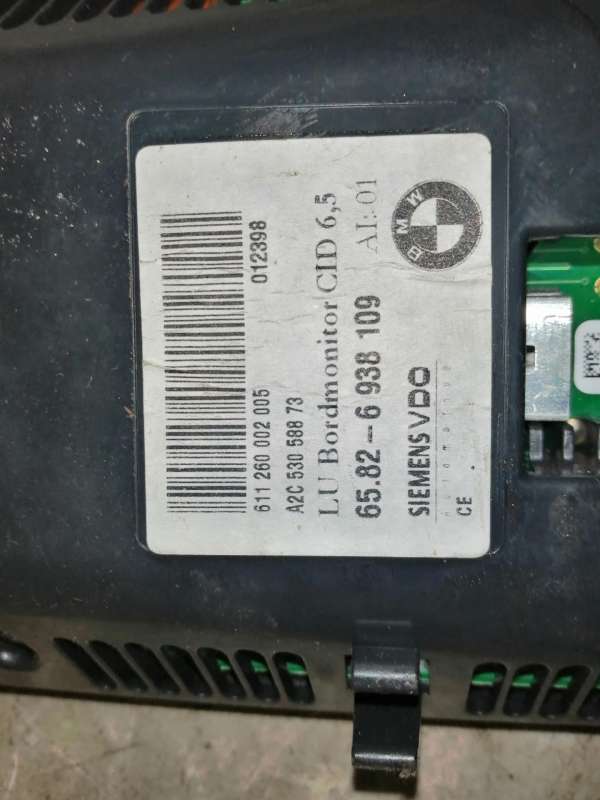 611 260 002 005 012398
A2C 530 588 73
LU Bordmonitor CID 6,5
65.82-6 938 109 AI: 01
SIEMENS VDO
Automotive
CE
BMW